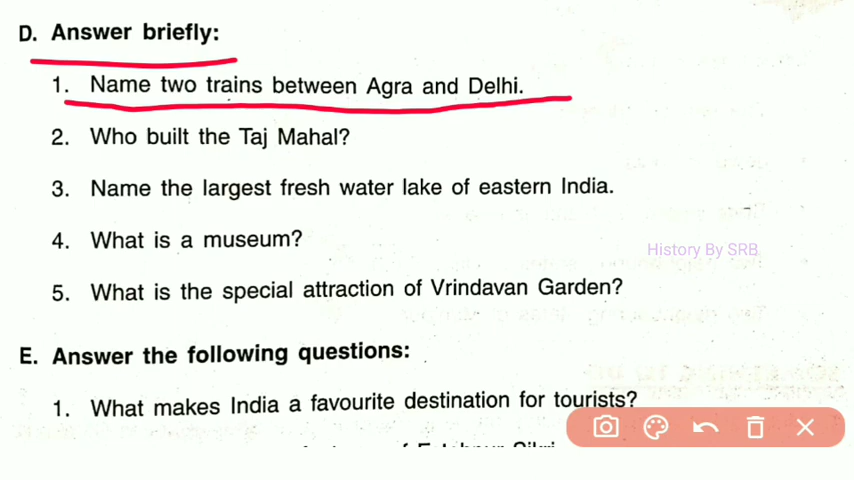 D. Answer briefly:
1. Name two trains between Agra and Delhi.
2. Who built the Taj Mahal?
3. Name the largest fresh water lake of eastern India.
4. What is a museum?
History By SRB
5. What is the special attraction of Vrindavan Garden?
E. Answer the following questions:
1. What makes India a favourite destination for tourists?